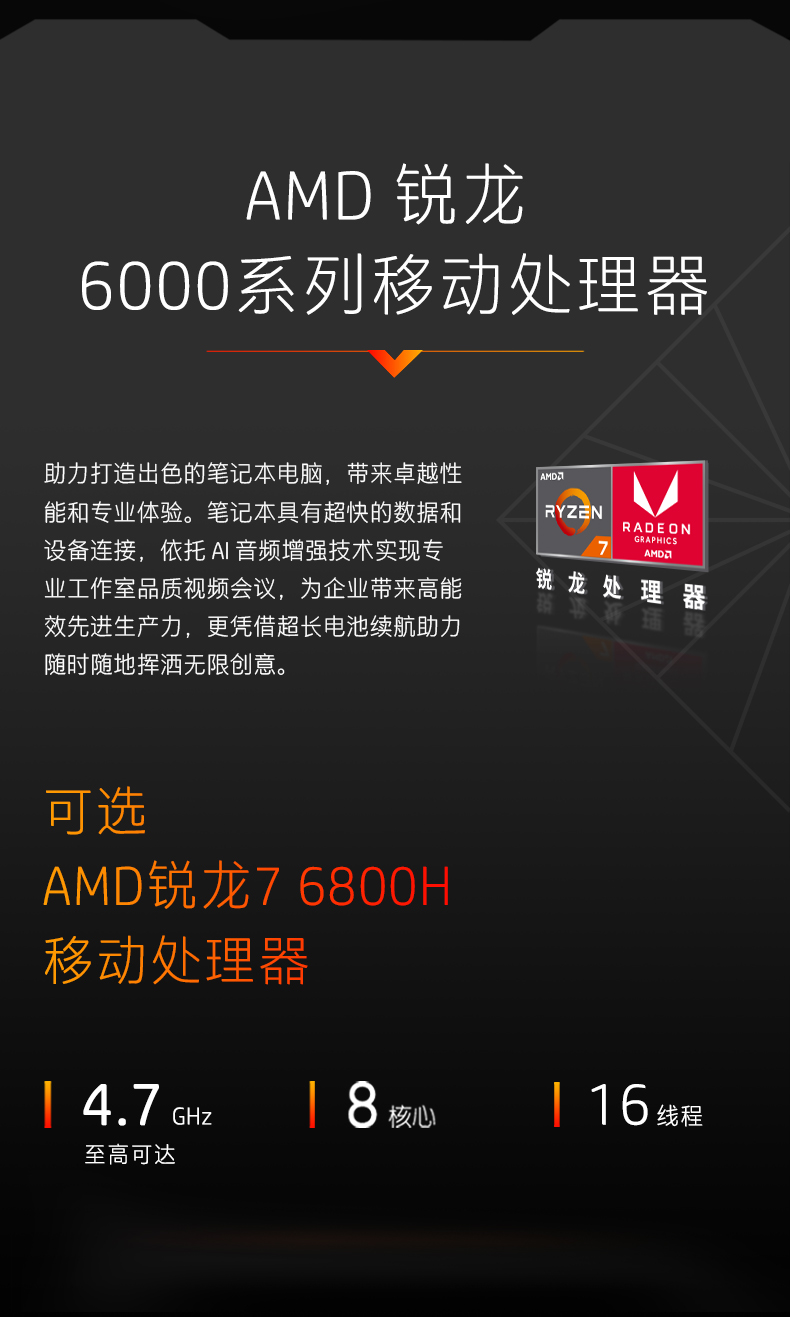 AMD 锐龙
6000系列移动处理器
助力打造出色的笔记本电脑，带来卓越性
能和专业体验。笔记本具有超快的数据和
设备连接，依托 AI 音频增强技术实现专
业工作室品质视频会议，为企业带来高能
效先进生产力，更凭借超长电池续航助力
随时随地挥洒无限创意。
AMD
RYZEN
7
RADEON
GRAPHICS
AMD
锐龙处理器
可选
AMD锐龙7 6800H
移动处理器
4.7 GHz
至高可达
8 核心
16 线程